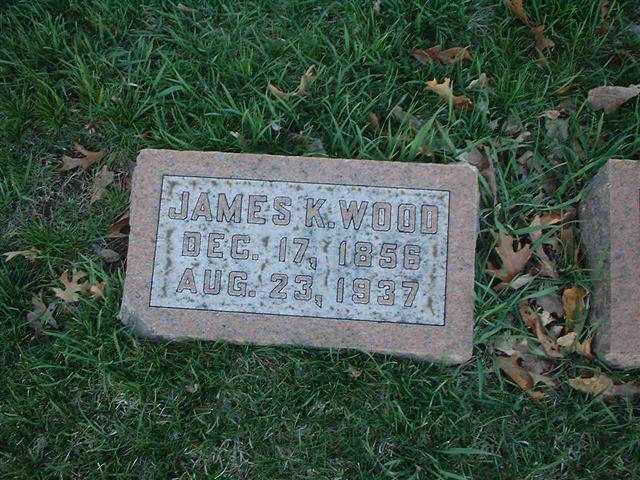 JAMES K. WOOD
DEC. 17, 1856
AUG. 23, 1937